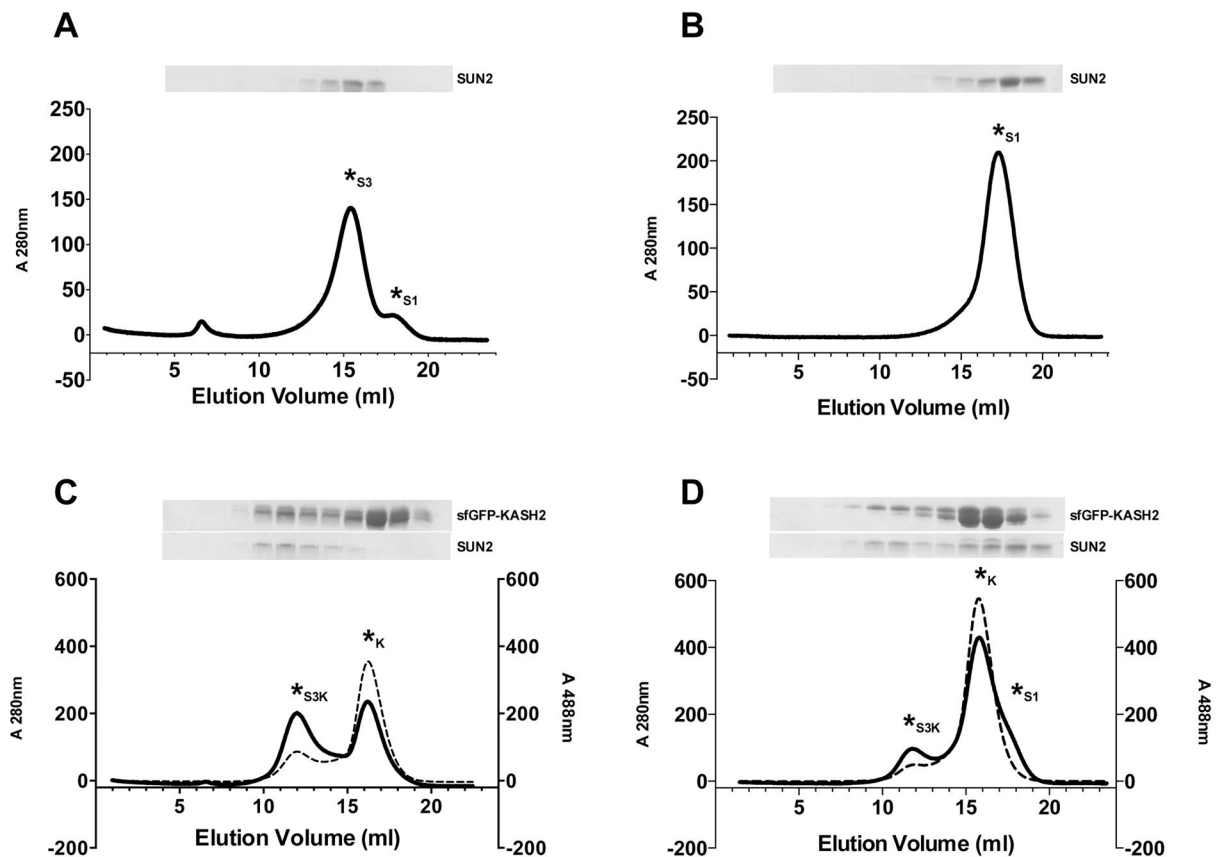 A
SUN2
*S3
*S1
A 280nm
250
200
150
100
50
0
-50
5
10
15
20
Elution Volume (ml)
B
SUN2
*S1
A 280nm
250
200
150
100
50
0
-50
5
10
15
20
Elution Volume (ml)
C
sfGFP-KASH2
SUN2
*S3K
*K
A 280nm
600
400
200
0
-200
5
10
15
20
600
400
200
0
-200
A 488nm
Elution Volume (ml)
D
sfGFP-KASH2
SUN2
*S3K
*K
*S1
A 280nm
600
400
200
0
-200
5
10
15
20
600
400
200
0
-200
A 488nm
Elution Volume (ml)